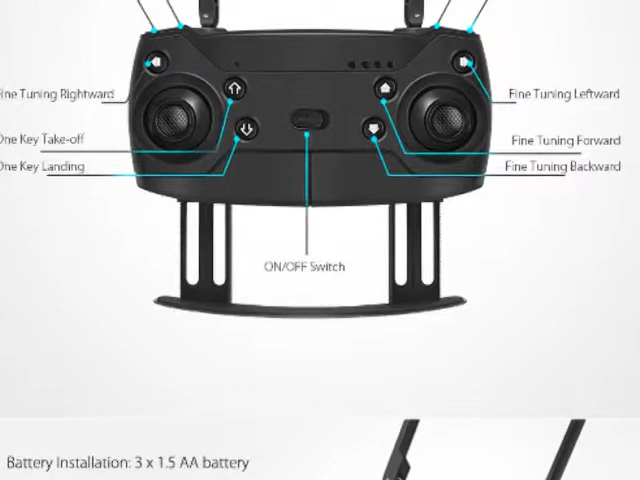 Fine Tuning Rightward
Fine Tuning Leftward
One Key Take-off
Fine Tuning Forward
One Key Landing
Fine Tuning Backward
ON/OFF Switch
Battery Installation: 3 x 1.5 AA battery